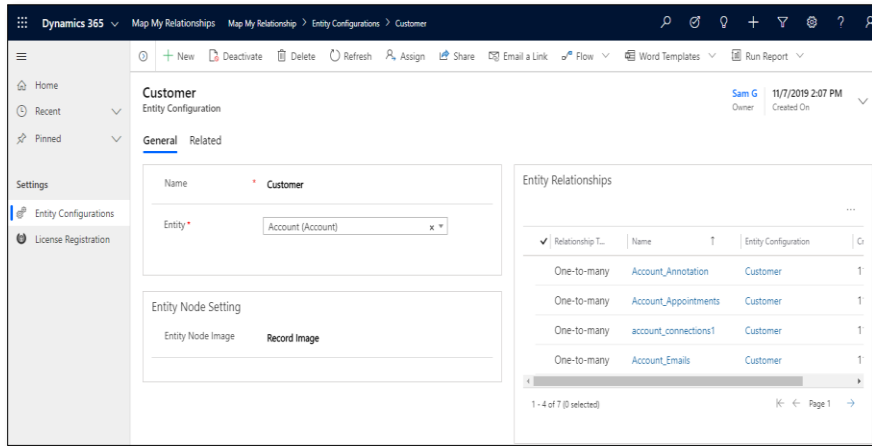 Dynamics 365 Map My Relationships Map My Relationship > Entity Configurations > Customer
+ New Deactivate Delete Refresh Assign Share Email a Link Flow Word Templates Run Report
Home
Recent
Pinned
Settings
Entity Configurations
License Registration
Customer
Entity Configuration
Sam G 11/7/2019 2:07 PM
Owner Created On
General Related
Name * Customer
Entity * Account (Account) x
Entity Node Setting
Entity Node Image Record Image
Entity Relationships
...
Relationship T... Name ↑ Entity Configuration
One-to-many Account_Annotation Customer
One-to-many Account_Appointments Customer
One-to-many account_connections1 Customer
One-to-many Account_Emails Customer
1 - 4 of 7 (0 selected) Page 1